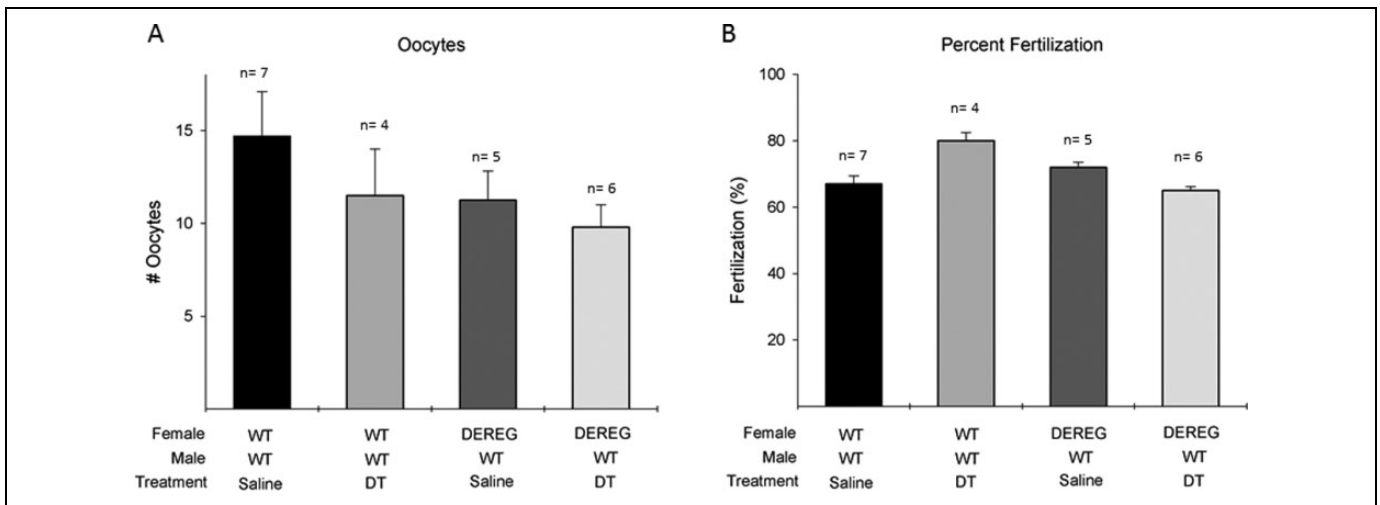 A
Oocytes
n= 7
n= 4
n= 5
n= 6
15
10
5
# Oocytes
Female WT WT DEREG DEREG
Male WT WT WT WT
Treatment Saline DT Saline DT
B
Percent Fertilization
100
80
60
40
20
Fertilization (%)
n= 7
n= 4
n= 5
n= 6
Female WT WT DEREG DEREG
Male WT WT WT WT
Treatment Saline DT Saline DT